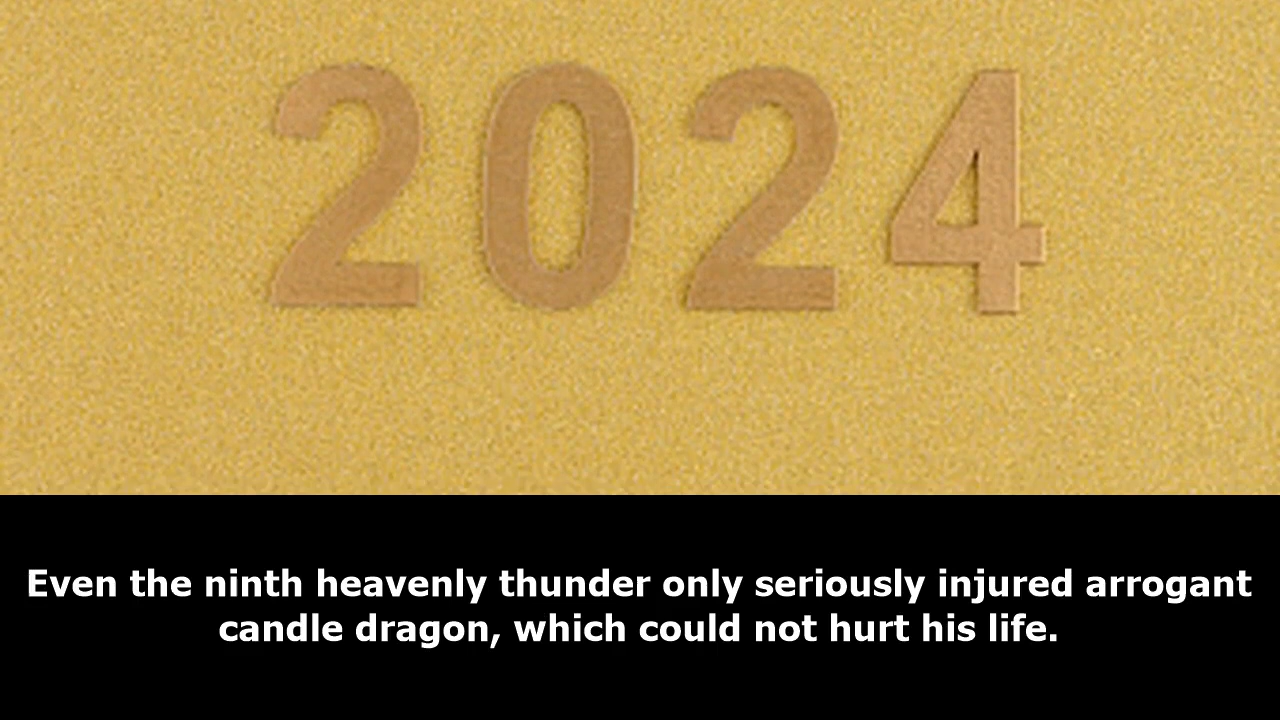 2024
Even the ninth heavenly thunder only seriously injured arrogant
candle dragon, which could not hurt his life.